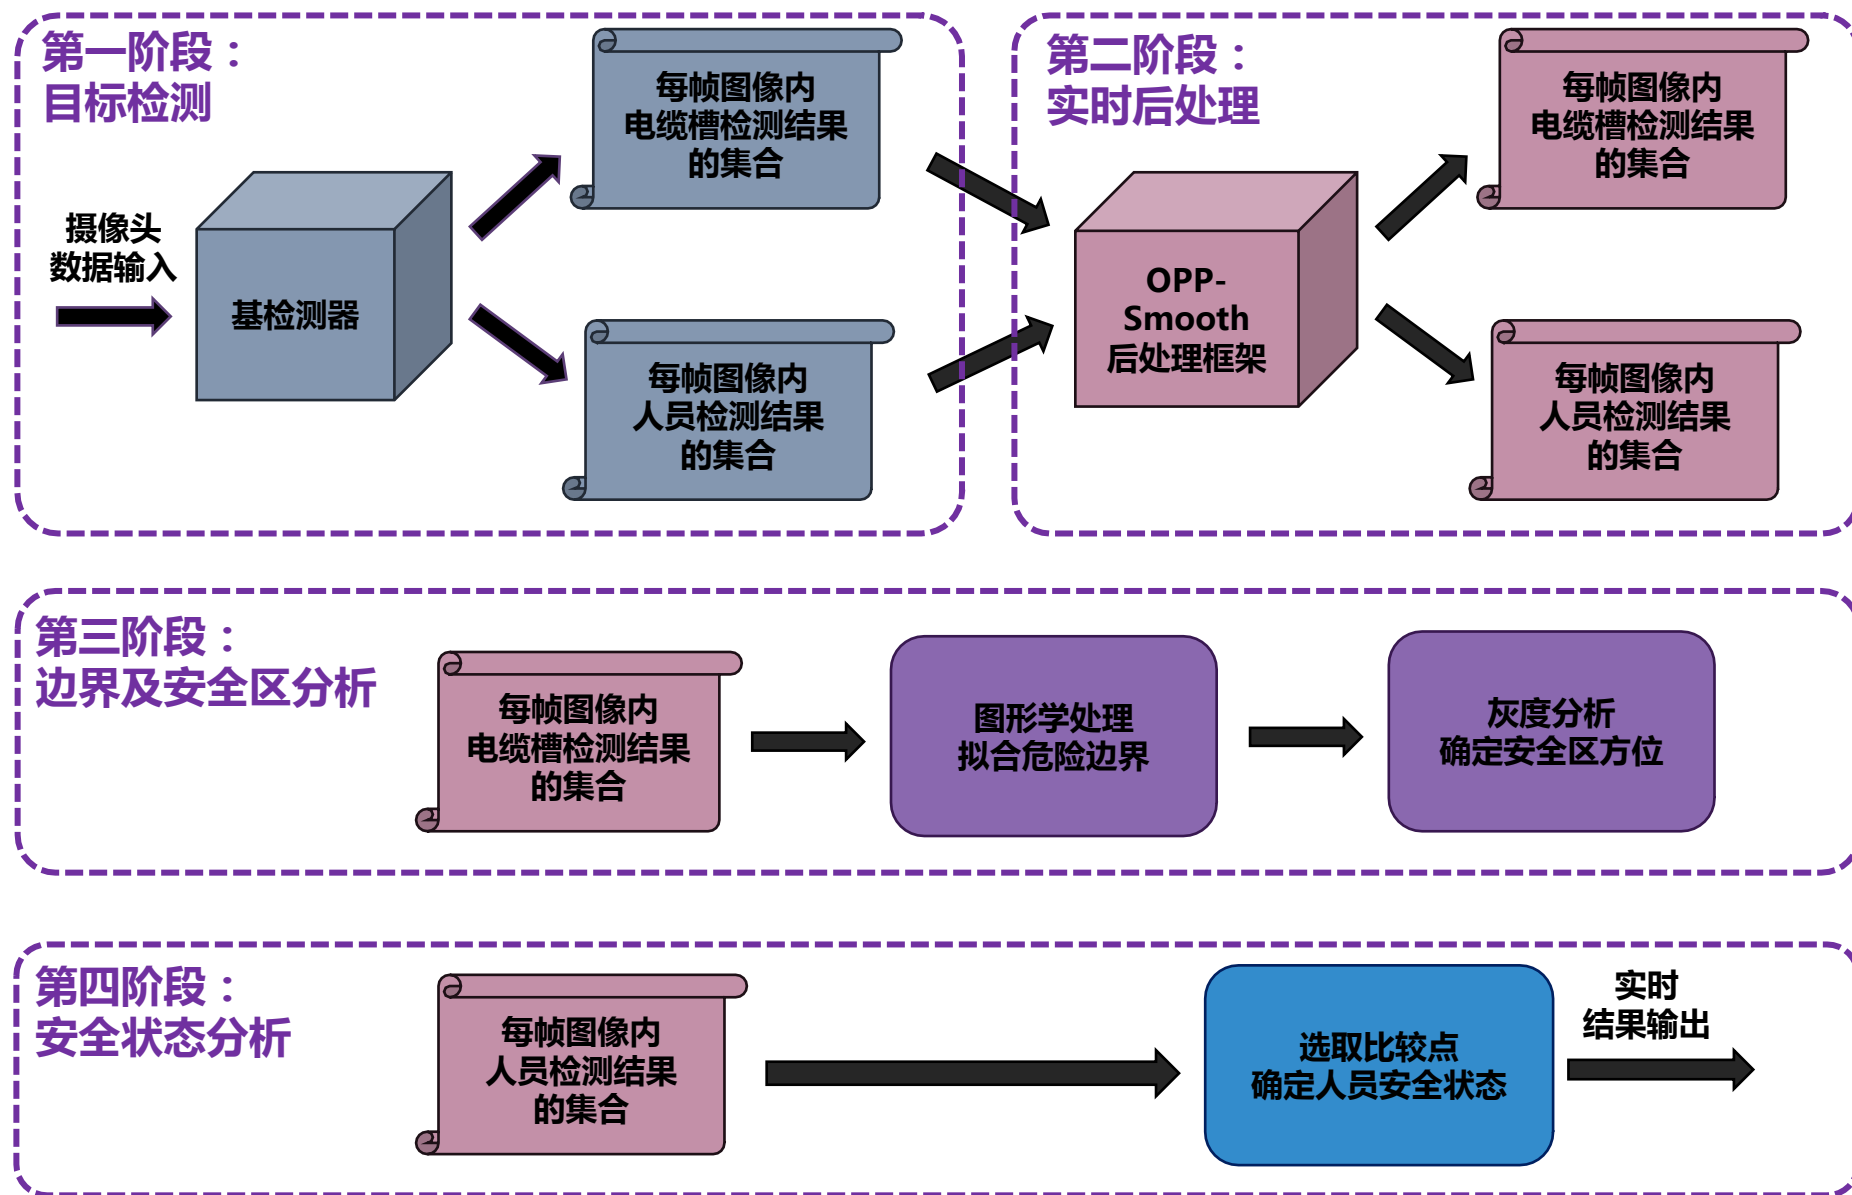 第一阶段：
目标检测
摄像头
数据输入
基检测器
每帧图像内
电缆槽检测结果
的集合
每帧图像内
人员检测结果
的集合
第二阶段：
实时后处理
OPP-
Smooth
后处理框架
每帧图像内
电缆槽检测结果
的集合
每帧图像内
人员检测结果
的集合
第三阶段：
边界及安全区分析
每帧图像内
电缆槽检测结果
的集合
图形学处理
拟合危险边界
灰度分析
确定安全区方位
第四阶段：
安全状态分析
每帧图像内
人员检测结果
的集合
选取比较点
确定人员安全状态
实时
结果输出